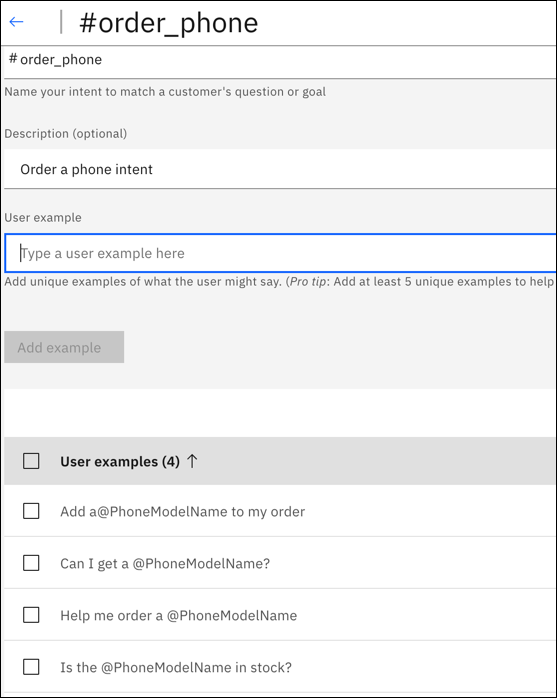 #order_phone
# order_phone
Name your intent to match a customer's question or goal
Description (optional)
Order a phone intent
User example
Type a user example here
Add unique examples of what the user might say. (Pro tip: Add at least 5 unique examples to help
Add example
User examples (4) ↑
Add a@PhoneModelName to my order
Can I get a @PhoneModelName?
Help me order a @PhoneModelName
Is the @PhoneModelName in stock?